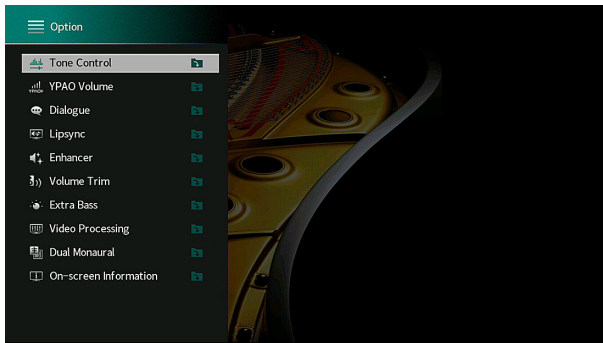 Option
Tone Control
YPAO YPAO Volume
Dialogue
Lipsync
Enhancer
Volume Trim
Extra Bass
Video Processing
Dual Monaural
On-screen Information